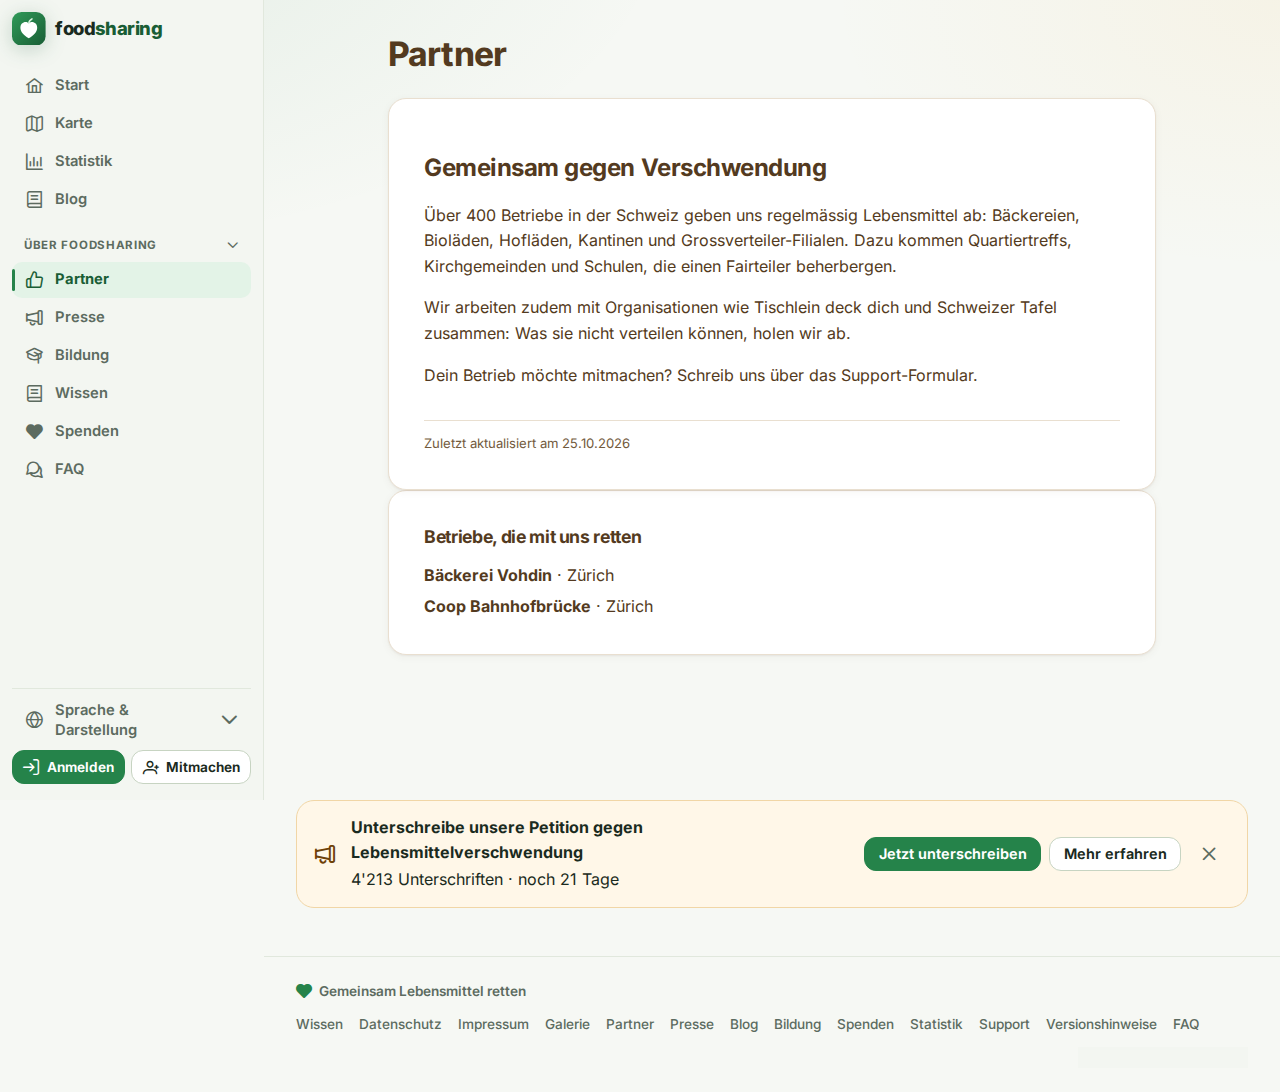 foodsharing
Start
Karte
Statistik
Blog
ÜBER FOODSHARING
Partner
Presse
Bildung
Wissen
Spenden
FAQ
Sprache &
Darstellung
Anmelden
Mitmachen
Partner
Gemeinsam gegen Verschwendung
Über 400 Betriebe in der Schweiz geben uns regelmässig Lebensmittel ab: Bäckereien,
Bioläden, Hofläden, Kantinen und Grossverteiler-Filialen. Dazu kommen Quartiertreffs,
Kirchgemeinden und Schulen, die einen Fairteiler beherbergen.
Wir arbeiten zudem mit Organisationen wie Tischlein deck dich und Schweizer Tafel
zusammen: Was sie nicht verteilen können, holen wir ab.
Dein Betrieb möchte mitmachen? Schreib uns über das Support-Formular.
Zuletzt aktualisiert am 25.10.2026
Betriebe, die mit uns retten
Bäckerei Vohdin · Zürich
Coop Bahnhofbrücke · Zürich
Unterschreibe unsere Petition gegen
Lebensmittelverschwendung
4'213 Unterschriften · noch 21 Tage
Jetzt unterschreiben
Mehr erfahren
Gemeinsam Lebensmittel retten
Wissen Datenschutz Impressum Galerie Partner Presse Blog Bildung Spenden Statistik Support Versionshinweise FAQ